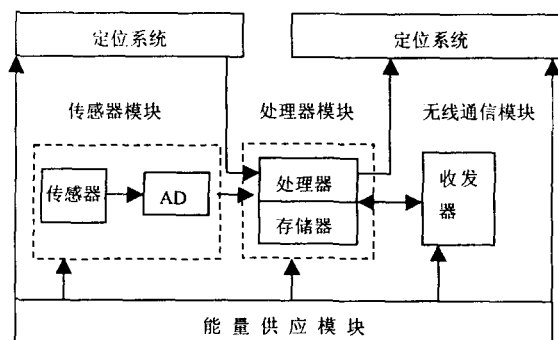 定位系统
定位系统
传感器模块
处理器模块
无线通信模块
传感器
AD
处理器
存储器
收发
器
能量供应模块